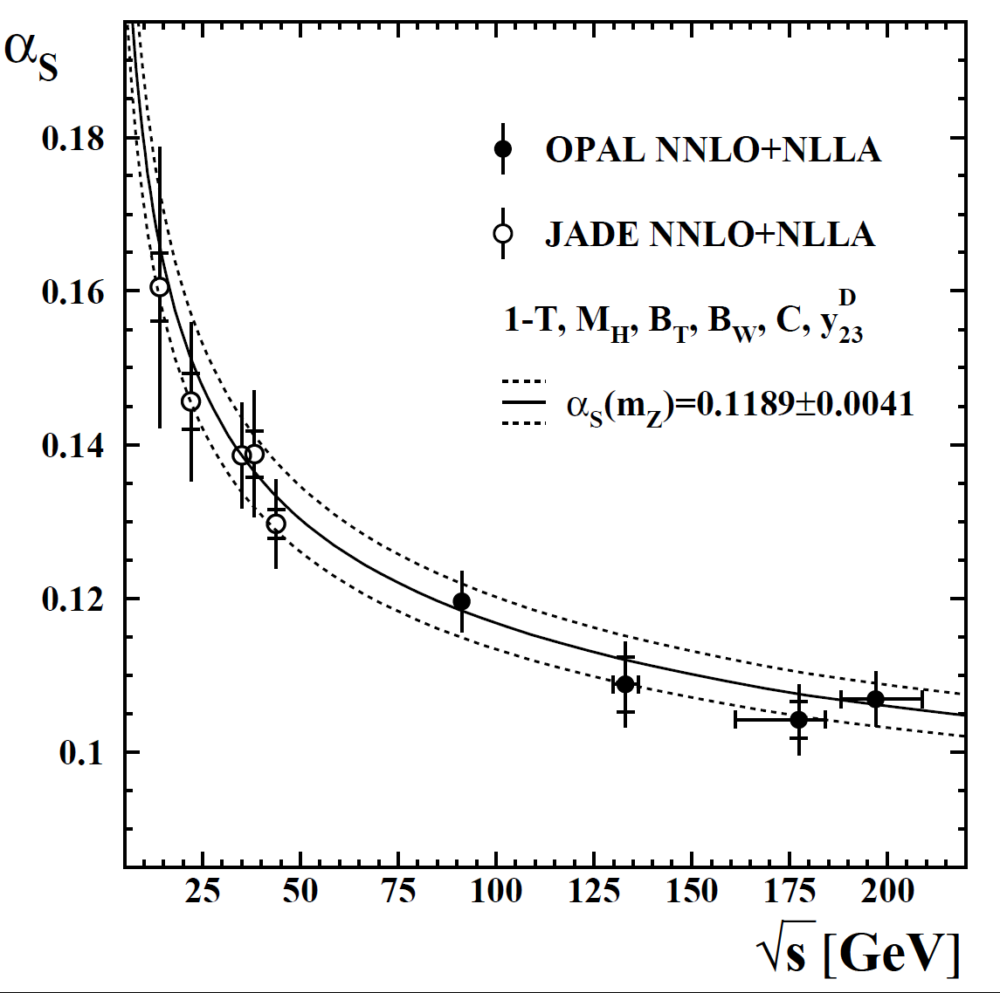 αS
0.18
0.16
0.14
0.12
0.1
OPAL NNLO+NLLA
JADE NNLO+NLLA
1-T, MH, BT, BW, C, y23D
αS(mZ)=0.1189±0.0041
25 50 75 100 125 150 175 200
√s [GeV]